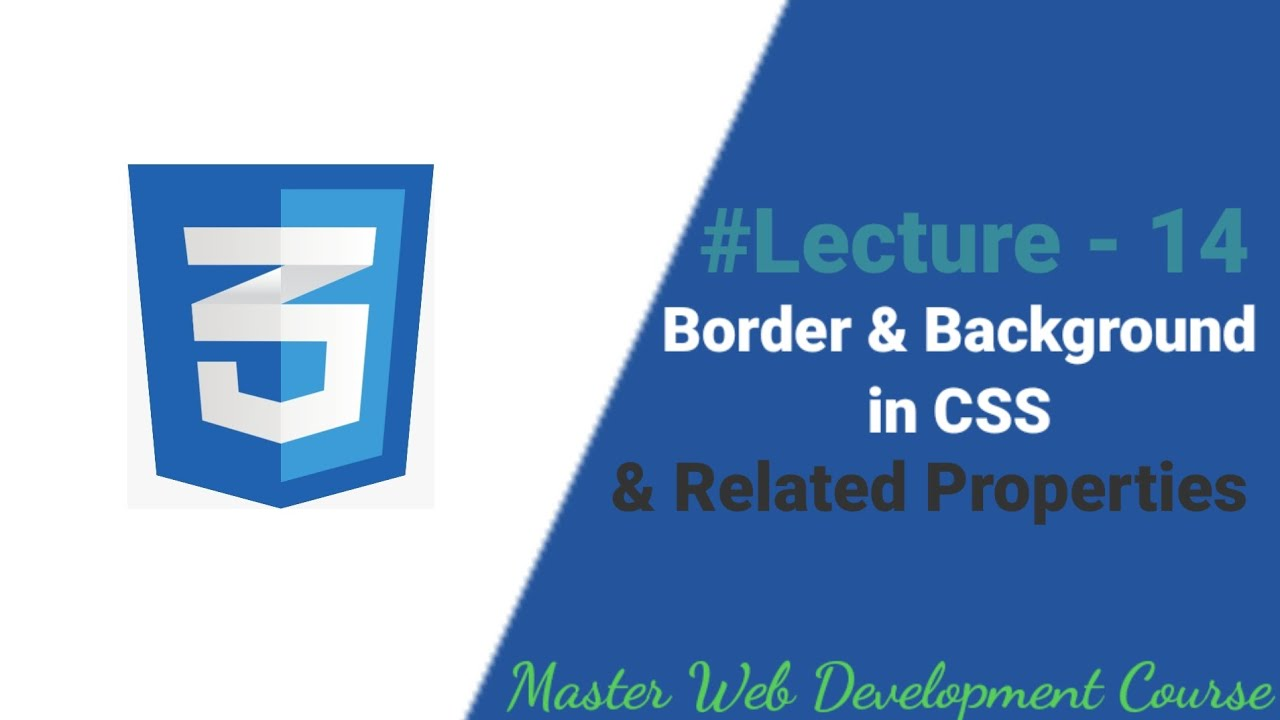 #Lecture - 14
Border & Background
in CSS
& Related Properties
Master Web Development Course